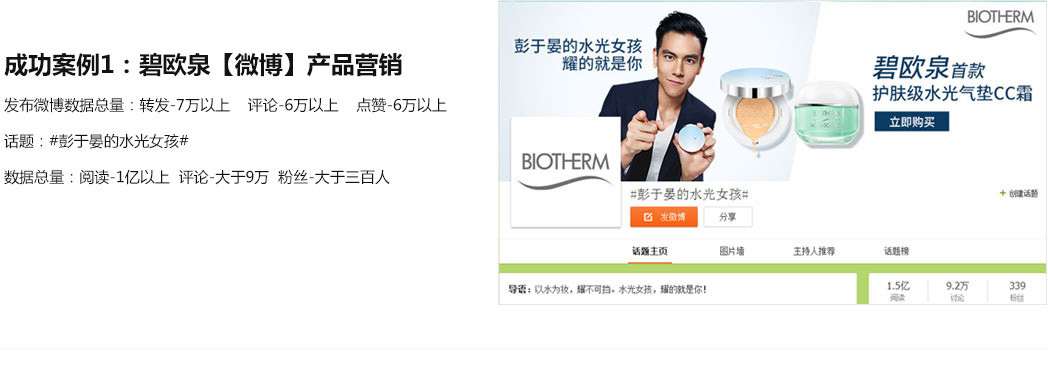 成功案例1：碧欧泉【微博】产品营销
发布微博数据总量：转发-7万以上 评论-6万以上 点赞-6万以上
话题：#彭于晏的水光女孩#
数据总量：阅读-1亿以上 评论-大于9万 粉丝-大于三百人
BIOTHERM
彭于晏的水光女孩
耀的就是你
碧欧泉首款
护肤级水光气垫CC霜
立即购买
BIOTHERM
#彭于晏的水光女孩#
+ 创建话题
发微博 分享
话题主页 图片墙 主持人推荐 话题榜
导语：以水为妆，耀不可挡。水光女孩，耀的就是你！
1.5亿 9.2万 339
阅读 讨论 粉丝